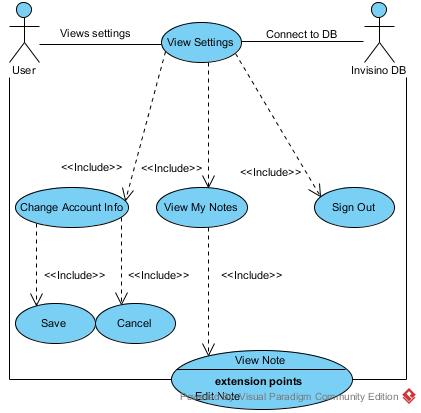 Views settings
View Settings
Connect to DB
User
Invisino DB
<<Include>>
<<Include>>
<<Include>>
Change Account Info
View My Notes
Sign Out
<<Include>>
<<Include>>
<<Include>>
Save
Cancel
View Note
extension points
Edit Note
Powered By Visual Paradigm Community Edition